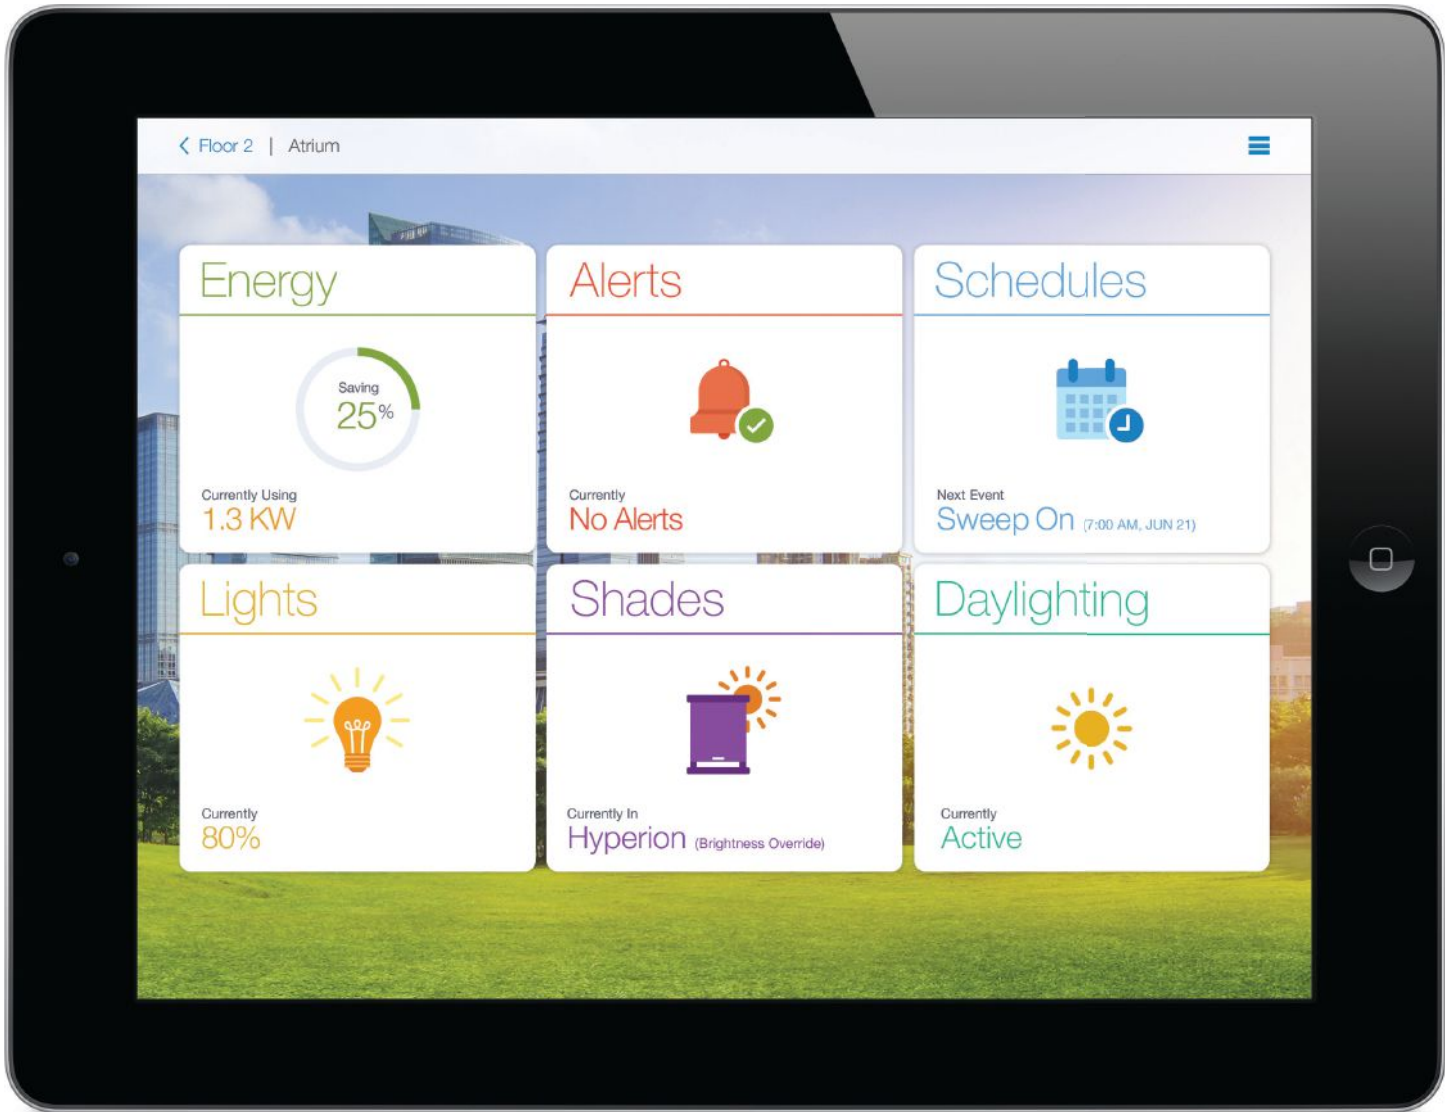 Floor 2 | Atrium
Energy
Saving
25%
Currently Using
1.3 KW
Alerts
Currently
No Alerts
Schedules
Next Event
Sweep On (7:00 AM, JUN 21)
Lights
Currently
80%
Shades
Currently In
Hyperion (Brightness Override)
Daylighting
Currently
Active